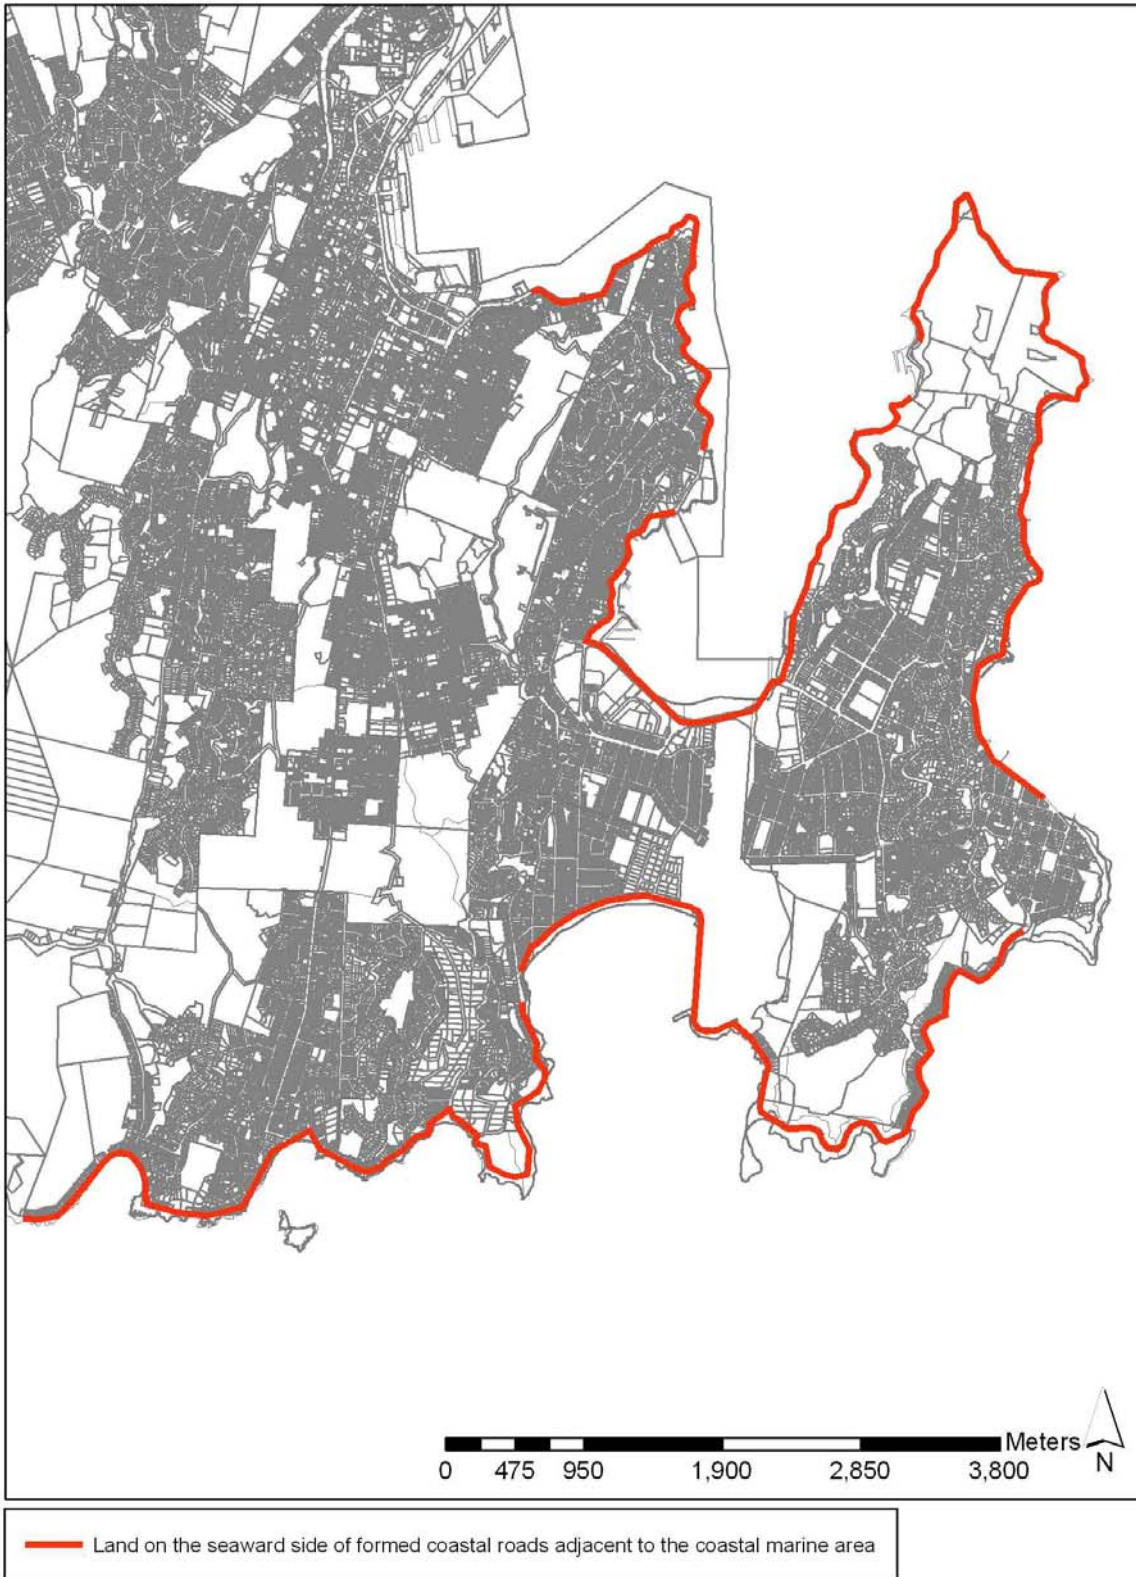 Meters
0 475 950 1,900 2,850 3,800
N
Land on the seaward side of formed coastal roads adjacent to the coastal marine area